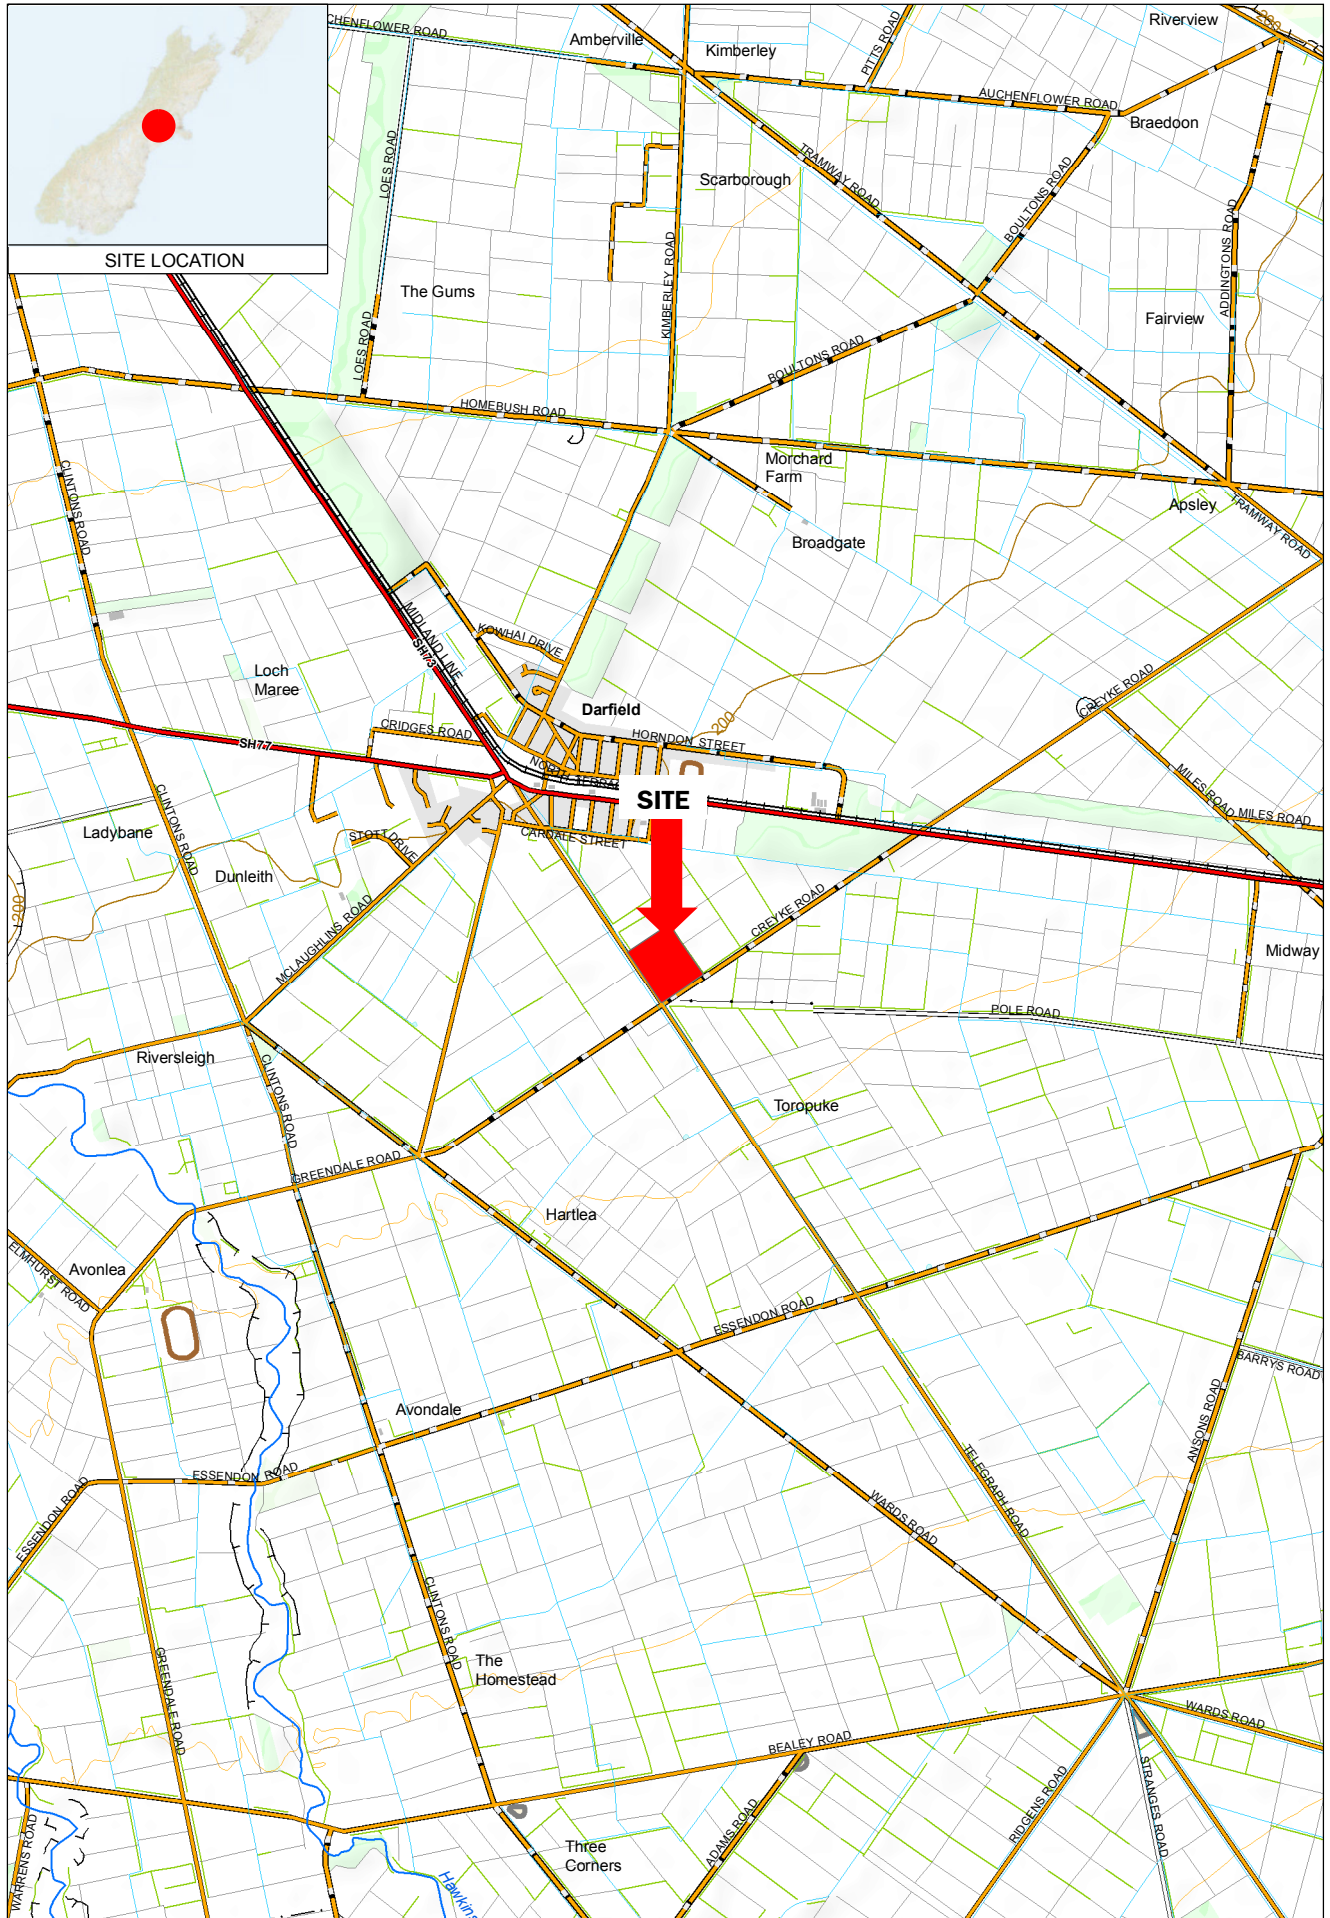 CHENFLOWER ROAD
Amberville
Kimberley
PITTS ROAD
Riverview
200
AUCHENFLOWER ROAD
Braedoon
SITE LOCATION
LOES ROAD
Scarborough
TRAMWAY ROAD
BOULTONS ROAD
ADDINGTONS ROAD
The Gums
KIMBERLEY ROAD
Fairview
LOES ROAD
BOULTONS ROAD
HOMEBUSH ROAD
CLINTONS ROAD
Morchard
Farm
Apsley
TRAMWAY ROAD
Broadgate
MIDLAND LINE
SH73
KOWHAI DRIVE
Loch
Maree
CREYKE ROAD
Darfield
200
CRIDGES ROAD
HORNDON STREET
SH77
NORTH TERRA
SITE
MILES ROAD
MILES ROAD
CLINTONS ROAD
Ladybane
STOTT DRIVE
CARDALE STREET
Dunleith
200
MCLAUGHLINS ROAD
CREYKE ROAD
Midway
POLE ROAD
Riversleigh
CLINTONS ROAD
Toropuke
GREENDALE ROAD
Hartlea
ELMHURST ROAD
Avonlea
ESSENDON ROAD
BARRYS ROAD
Avondale
ANSONS ROAD
ESSENDON ROAD
ESSENDON ROAD
TELEGRAPH ROAD
WARDS ROAD
CLINTONS ROAD
GREENDALE ROAD
The
Homestead
WARDS ROAD
BEALEY ROAD
STRANGES ROAD
RIDGENS ROAD
ADAMS ROAD
Three
Corners
WARRENS ROAD
Hawkins